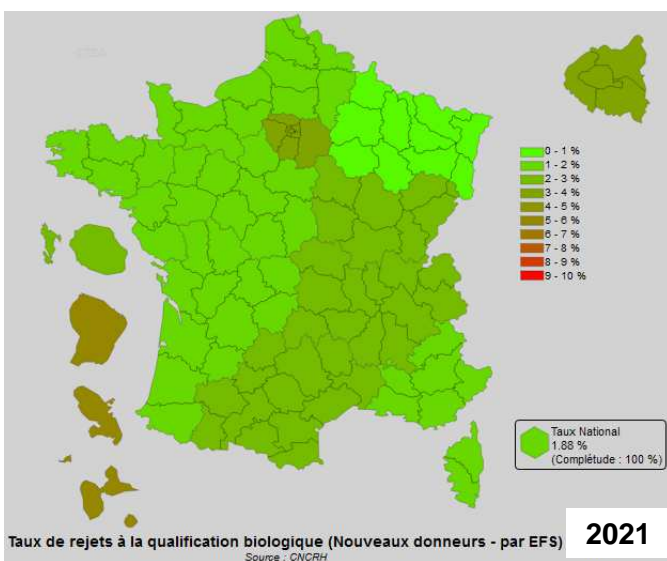 0 - 1 %
1 - 2 %
2 - 3 %
3 - 4 %
4 - 5 %
5 - 6 %
6 - 7 %
7 - 8 %
8 - 9 %
9 - 10 %
Taux National
1.88 %
(Complétude : 100 %)
Taux de rejets à la qualification biologique (Nouveaux donneurs - par EFS)
2021
Source : CNCRH